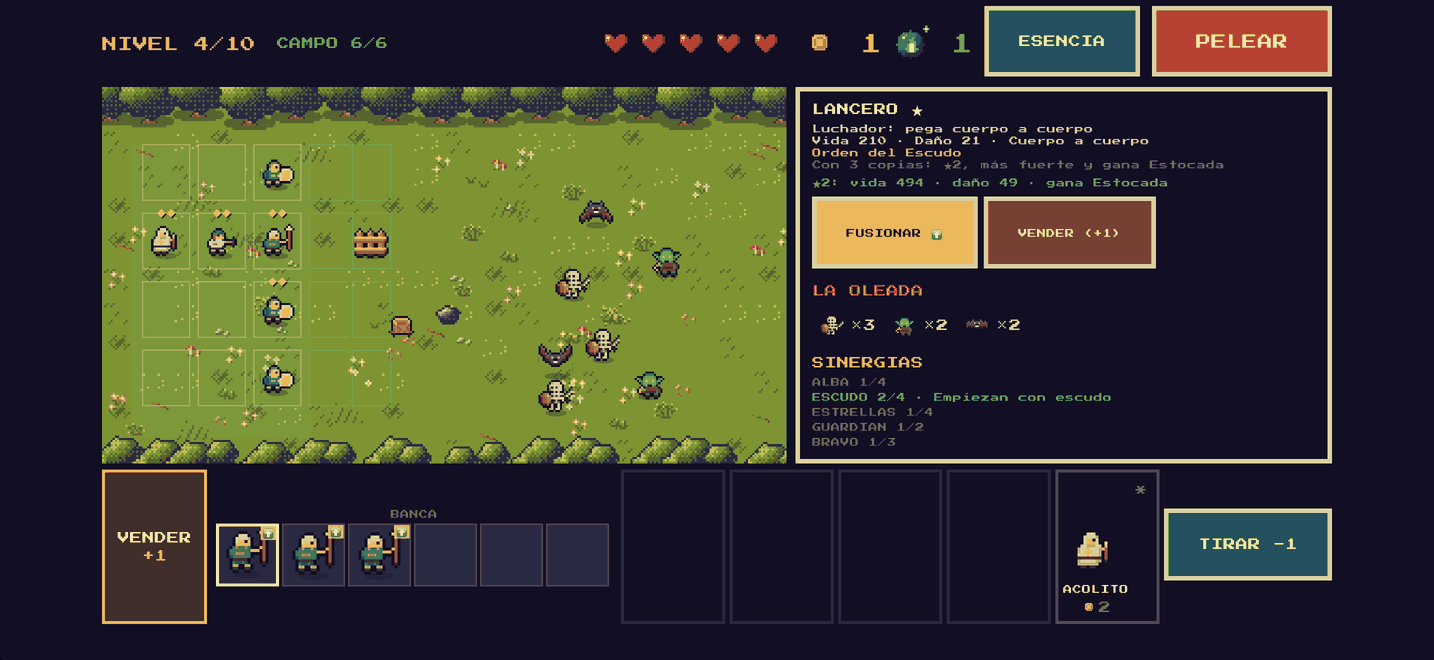 NIVEL 4/10
CAMPO 6/6
1
1
ESENCIA
PELEAR
LANCERO ★
Luchador: pega cuerpo a cuerpo
Vida 210 · Daño 21 · Cuerpo a cuerpo
Orden del Escudo
Con 3 copias: ★2, más fuerte y gana Estocada
★2: vida 494 · daño 49 · gana Estocada
FUSIONAR
VENDER (+1)
LA OLEADA
×3
×2
×2
SINERGIAS
ALBA 1/4
ESCUDO 2/4 · Empiezan con escudo
ESTRELLAS 1/4
GUARDIAN 1/2
BRAVO 1/3
VENDER
+1
BANCA
*
ACOLITO
2
TIRAR -1